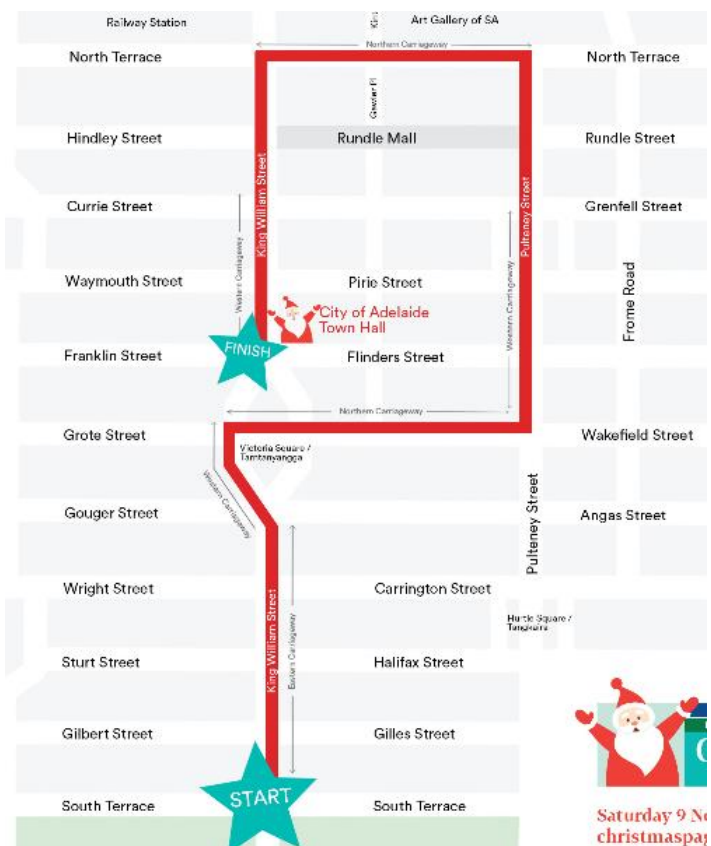 Railway Station
Art Gallery of SA
Northern Carriageway
North Terrace
North Terrace
Gawler Pl
Hindley Street
Rundle Mall
Rundle Street
King William Street
Pulteney Street
Currie Street
Grenfell Street
Western Carriageway
Western Carriageway
Waymouth Street
Pirie Street
Frome Road
City of Adelaide
Town Hall
FINISH
Franklin Street
Flinders Street
Northern Carriageway
Grote Street
Wakefield Street
Victoria Square /
Tarntanyangga
Western Carriageway
Pulteney Street
Gouger Street
Angas Street
Wright Street
Carrington Street
King William Street
Eastern Carriageway
Hurtle Square /
Tangkaira
Sturt Street
Halifax Street
Gilbert Street
Gilles Street
START
South Terrace
South Terrace
Saturday 9 No
christmaspag